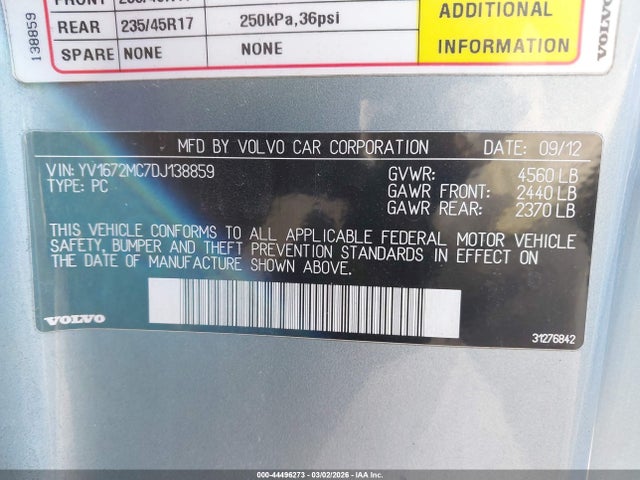 138859
REAR 235/45R17 250kPa,36psi
SPARE NONE NONE
ADDITIONAL
INFORMATION
VOLVO
MFD BY VOLVO CAR CORPORATION DATE: 09/12
VIN: YV1672MC7DJ138859 GVWR: 4560 LB
TYPE: PC GAWR FRONT: 2440 LB
GAWR REAR: 2370 LB
THIS VEHICLE CONFORMS TO ALL APPLICABLE FEDERAL MOTOR VEHICLE
SAFETY, BUMPER AND THEFT PREVENTION STANDARDS IN EFFECT ON
THE DATE OF MANUFACTURE SHOWN ABOVE.
VOLVO
31276842
000-44496273 - 03/02/2026 - IAAI.COM